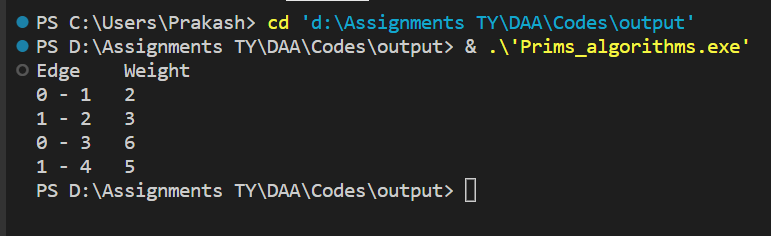 PS C:\Users\Prakash> cd 'd:\Assignments TY\DAA\Codes\output'
PS D:\Assignments TY\DAA\Codes\output> & .\'Prims_algorithms.exe'
Edge    Weight
0 - 1   2
1 - 2   3
0 - 3   6
1 - 4   5
PS D:\Assignments TY\DAA\Codes\output>